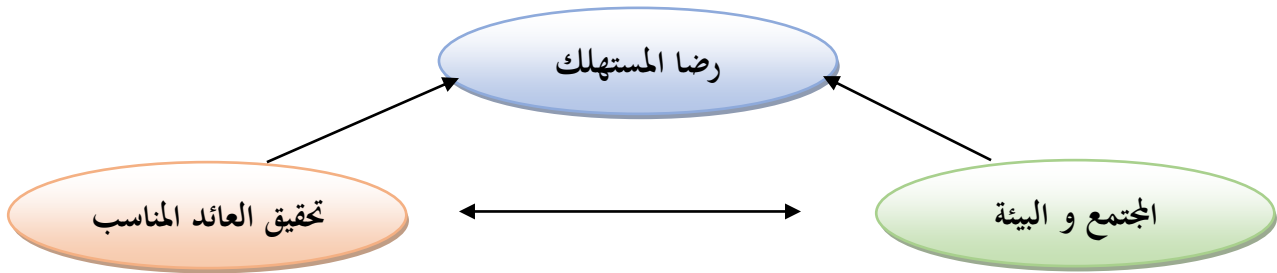 رضا المستهلك
المجتمع و البيئة
تحقيق العائد المناسب